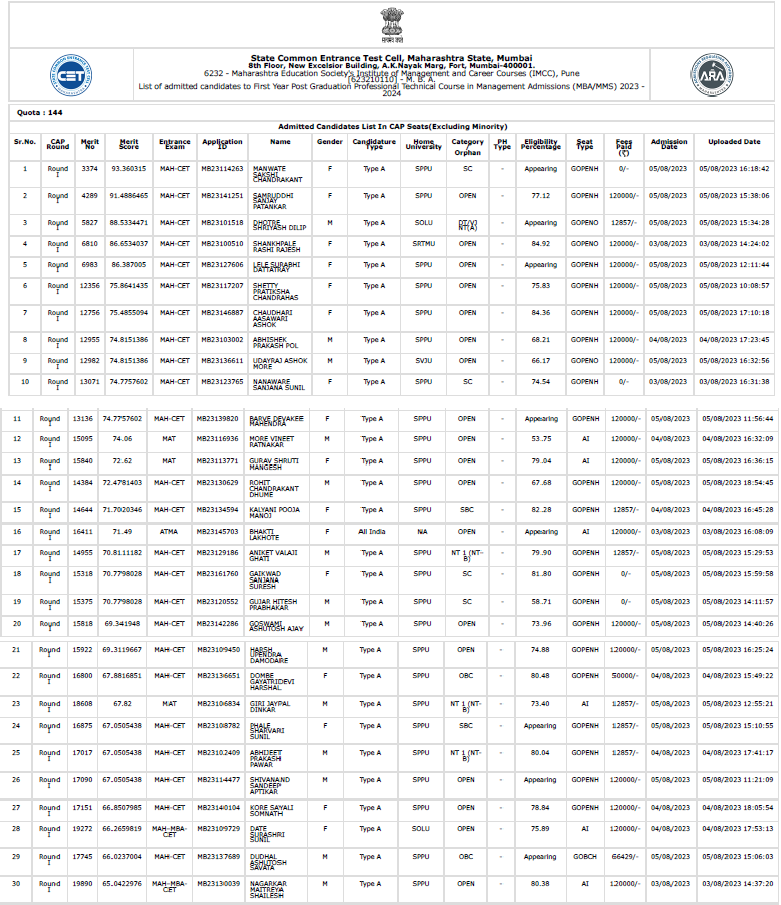 State Common Entrance Test Cell, Maharashtra State, Mumbai
8th Floor, New Excelsior Building, A.K.Nayak Marg, Fort, Mumbai-400001.
6232 - Maharashtra Education Society's Institute of Management and Career Courses (IMCC), Pune
[623210110] - M. B. A.
List of admitted candidates to First Year Post Graduation Professional Technical Course in Management Admissions (MBA/MMS) 2023 - 2024
CET
ARA
Quota : 144
Admitted Candidates List In CAP Seats(Excluding Minority)
Sr.No. CAP Round Merit No Merit Score Entrance Exam Application ID Name Gender Candidature Type Home University Category / Orphan PH Type Eligibility Percentage Seat Type Fees Paid (₹) Admission Date Uploaded Date
1 Round I 3374 93.360315 MAH-CET MB23114263 MANWATE SAKSHI CHANDRAKANT F Type A SPPU SC - Appearing GOPENH 0/- 05/08/2023 05/08/2023 16:18:42
2 Round I 4289 91.4886465 MAH-CET MB23141251 SAMRUDDHI SANJAY PATANKAR F Type A SPPU OPEN - 77.12 GOPENH 120000/- 05/08/2023 05/08/2023 15:38:06
3 Round I 5827 88.5334471 MAH-CET MB23101518 DHOTRE SHRIYASH DILIP M Type A SOLU DT/VJ NT(A) - Appearing GOPENO 12857/- 05/08/2023 05/08/2023 15:34:28
4 Round I 6810 86.6534037 MAH-CET MB23100510 SHANKHPALE RASHI RAJESH F Type A SRTMU OPEN - 84.92 GOPENO 120000/- 03/08/2023 03/08/2023 14:24:02
5 Round I 6983 86.387005 MAH-CET MB23127606 LELE SURABHI DATTATRAY F Type A SPPU OPEN - Appearing GOPENH 120000/- 05/08/2023 05/08/2023 12:11:44
6 Round I 12356 75.8641435 MAH-CET MB23117207 SHETTY PRATIKSHA CHANDRAHAS F Type A SPPU OPEN - 75.83 GOPENH 120000/- 05/08/2023 05/08/2023 10:08:57
7 Round I 12756 75.4855094 MAH-CET MB23146887 CHAUDHARI AASAWARI ASHOK F Type A SPPU OPEN - 84.36 GOPENH 120000/- 05/08/2023 05/08/2023 17:10:18
8 Round I 12955 74.8151386 MAH-CET MB23103002 ABHISHEK PRAKASH POL M Type A SPPU OPEN - 68.21 GOPENH 120000/- 04/08/2023 04/08/2023 17:23:45
9 Round I 12982 74.8151386 MAH-CET MB23136611 UDAYRAJ ASHOK MORE M Type A SVJU OPEN - 66.17 GOPENO 120000/- 05/08/2023 05/08/2023 16:32:56
10 Round I 13071 74.7757602 MAH-CET MB23123765 NANAWARE SANJANA SUNIL F Type A SPPU SC - 74.54 GOPENH 0/- 03/08/2023 03/08/2023 16:31:38
11 Round I 13136 74.7757602 MAH-CET MB23139820 BARVE DEVAKEE MAHENDRA F Type A SPPU OPEN - Appearing GOPENH 120000/- 05/08/2023 05/08/2023 11:56:44
12 Round I 15095 74.06 MAT MB23116936 MORE VINEET RATNAKAR M Type A SPPU OPEN - 53.75 AI 120000/- 04/08/2023 04/08/2023 16:32:09
13 Round I 15840 72.62 MAT MB23113771 GURAV SHRUTI MANGESH F Type A SPPU OPEN - 79.04 AI 120000/- 05/08/2023 05/08/2023 16:36:15
14 Round I 14384 72.4781403 MAH-CET MB23130629 ROHIT CHANDRAKANT DHUME M Type A SPPU OPEN - 67.68 GOPENH 120000/- 05/08/2023 05/08/2023 18:54:45
15 Round I 14644 71.7020346 MAH-CET MB23134594 KALYANI POOJA MANOJ F Type A SPPU SBC - 82.28 GOPENH 12857/- 04/08/2023 04/08/2023 16:45:28
16 Round I 16411 71.49 ATMA MB23145703 BHAKTI LAKHOTE F All India NA OPEN - Appearing AI 120000/- 03/08/2023 03/08/2023 16:08:09
17 Round I 14955 70.8111182 MAH-CET MB23129186 ANIKET VALAJI GHATI M Type A SPPU NT 1 (NT-B) - 79.90 GOPENH 12857/- 05/08/2023 05/08/2023 15:29:53
18 Round I 15318 70.7798028 MAH-CET MB23161760 GAIKWAD SANJANA SURESH F Type A SPPU SC - 81.80 GOPENH 0/- 05/08/2023 05/08/2023 15:59:58
19 Round I 15375 70.7798028 MAH-CET MB23120552 GUJAR HITESH PRABHAKAR M Type A SPPU SC - 58.71 GOPENH 0/- 05/08/2023 05/08/2023 14:11:57
20 Round I 15818 69.341948 MAH-CET MB23142286 GOSWAMI ASHUTOSH AJAY M Type A SPPU OPEN - 73.96 GOPENH 120000/- 05/08/2023 05/08/2023 14:40:26
21 Round I 15922 69.3119667 MAH-CET MB23109450 HARSH UPENDRA DAMODAIRE M Type A SPPU OPEN - 74.88 GOPENH 120000/- 05/08/2023 05/08/2023 16:25:24
22 Round I 16800 67.8816851 MAH-CET MB23136651 DOMBE GAYATRIDEVI HARSHAL F Type A SPPU OBC - 80.48 GOPENH 50000/- 04/08/2023 05/08/2023 15:49:22
23 Round I 18608 67.82 MAT MB23106834 GIRI JAYPAL DINKAR M Type A SPPU NT 1 (NT-B) - 73.40 AI 12857/- 05/08/2023 05/08/2023 12:55:21
24 Round I 16875 67.0505438 MAH-CET MB23108782 PHALE SHARVARI SUNIL F Type A SPPU SBC - Appearing GOPENH 12857/- 05/08/2023 05/08/2023 15:10:55
25 Round I 17017 67.0505438 MAH-CET MB23102409 ABHIJEET PRAKASH PAWAR M Type A SPPU NT 1 (NT-B) - 80.04 GOPENH 12857/- 04/08/2023 04/08/2023 17:41:17
26 Round I 17090 67.0505438 MAH-CET MB23114477 SHIVANAND SANDEEP APTIKAR M Type A SPPU OPEN - Appearing GOPENH 120000/- 05/08/2023 05/08/2023 11:21:09
27 Round I 17151 66.8507985 MAH-CET MB23140104 KORE SAYALI SOMNATH F Type A SPPU OPEN - 78.84 GOPENH 120000/- 04/08/2023 04/08/2023 18:05:54
28 Round I 19272 66.2659819 MAH-MBA-CET MB23109729 DATE SURASHRI SUNIL F Type A SOLU OPEN - 75.89 AI 120000/- 04/08/2023 04/08/2023 17:53:13
29 Round I 17745 66.0237004 MAH-CET MB23137689 DUDHAL ASHUTOSH SAVATA M Type A SPPU OBC - Appearing GOBCH 66429/- 05/08/2023 05/08/2023 15:06:03
30 Round I 19890 65.0422976 MAH-MBA-CET MB23130039 NAGARKAR MAITREYA SHAILESH M Type A SPPU OPEN - 80.38 AI 120000/- 03/08/2023 03/08/2023 14:37:20